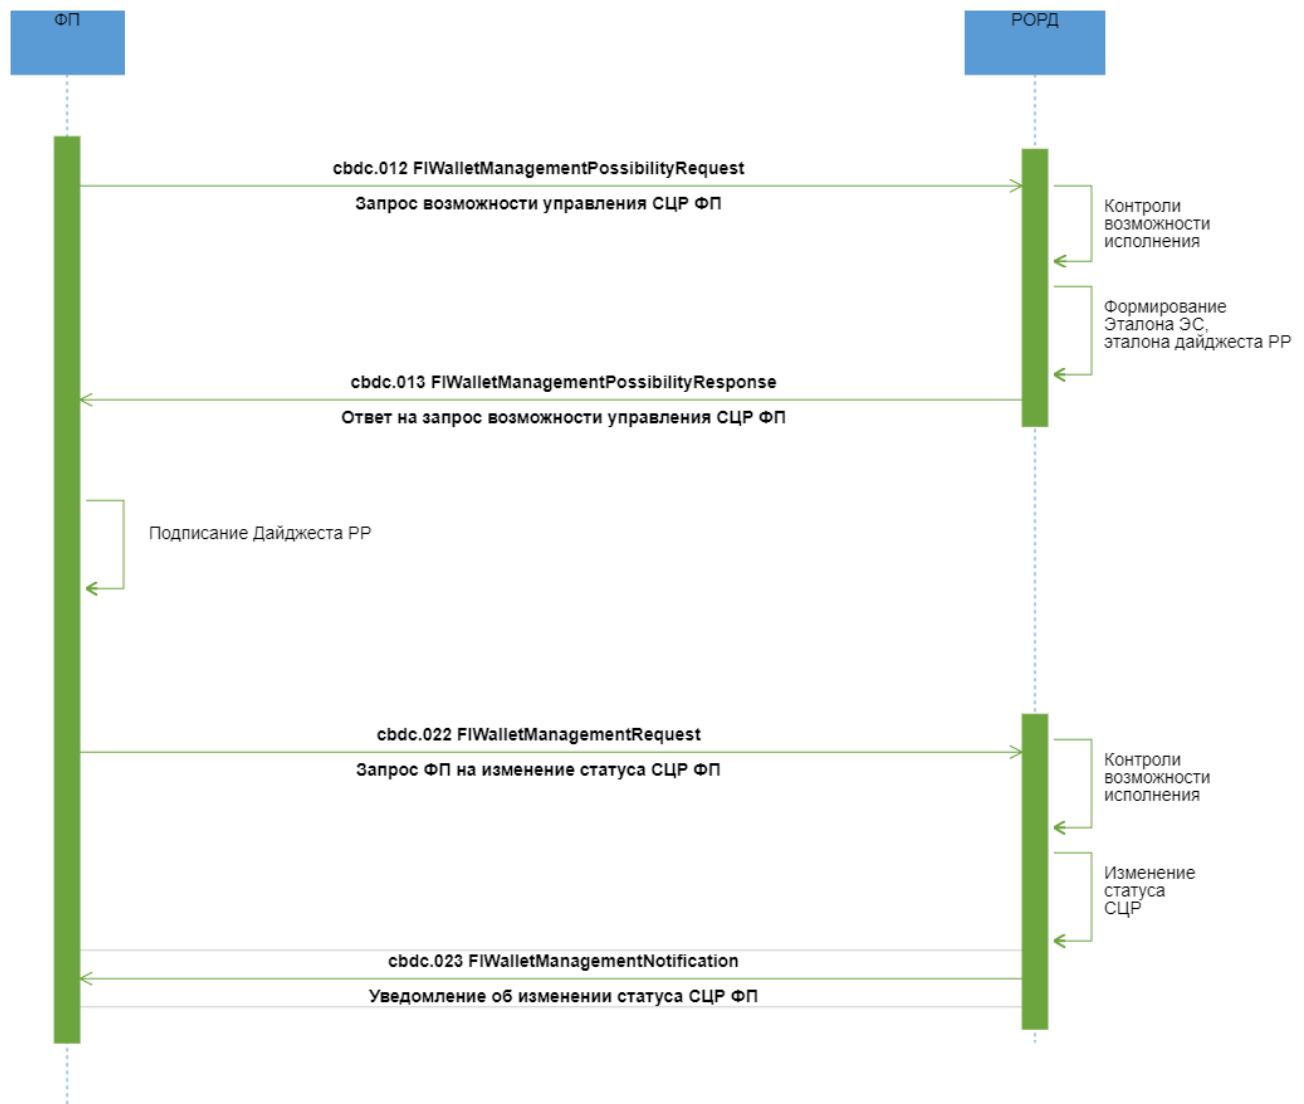 ФП
РОРД
cbdc.012 FIWalletManagementPossibilityRequest
Запрос возможности управления СЦР ФП
Контроли
возможности
исполнения
Формирование
Эталона ЭС,
эталона дайджеста РР
cbdc.013 FIWalletManagementPossibilityResponse
Ответ на запрос возможности управления СЦР ФП
Подписание Дайджеста РР
cbdc.022 FIWalletManagementRequest
Запрос ФП на изменение статуса СЦР ФП
Контроли
возможности
исполнения
Изменение
статуса
СЦР
cbdc.023 FIWalletManagementNotification
Уведомление об изменении статуса СЦР ФП